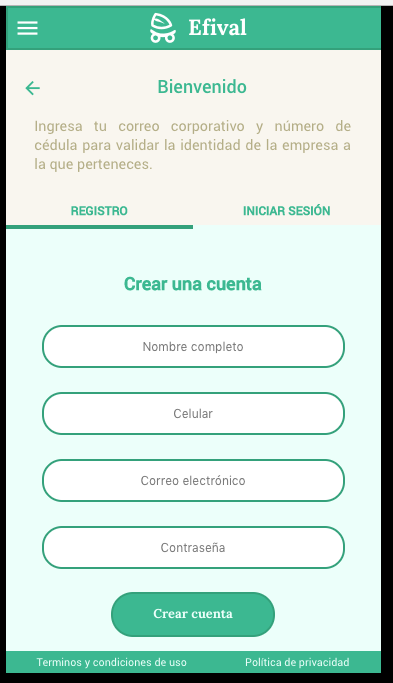 Efival
Bienvenido
Ingresa tu correo corporativo y número de
cédula para validar la identidad de la empresa a
la que perteneces.
REGISTRO
INICIAR SESIÓN
Crear una cuenta
Nombre completo
Celular
Correo electrónico
Contraseña
Crear cuenta
Terminos y condiciones de uso
Política de privacidad